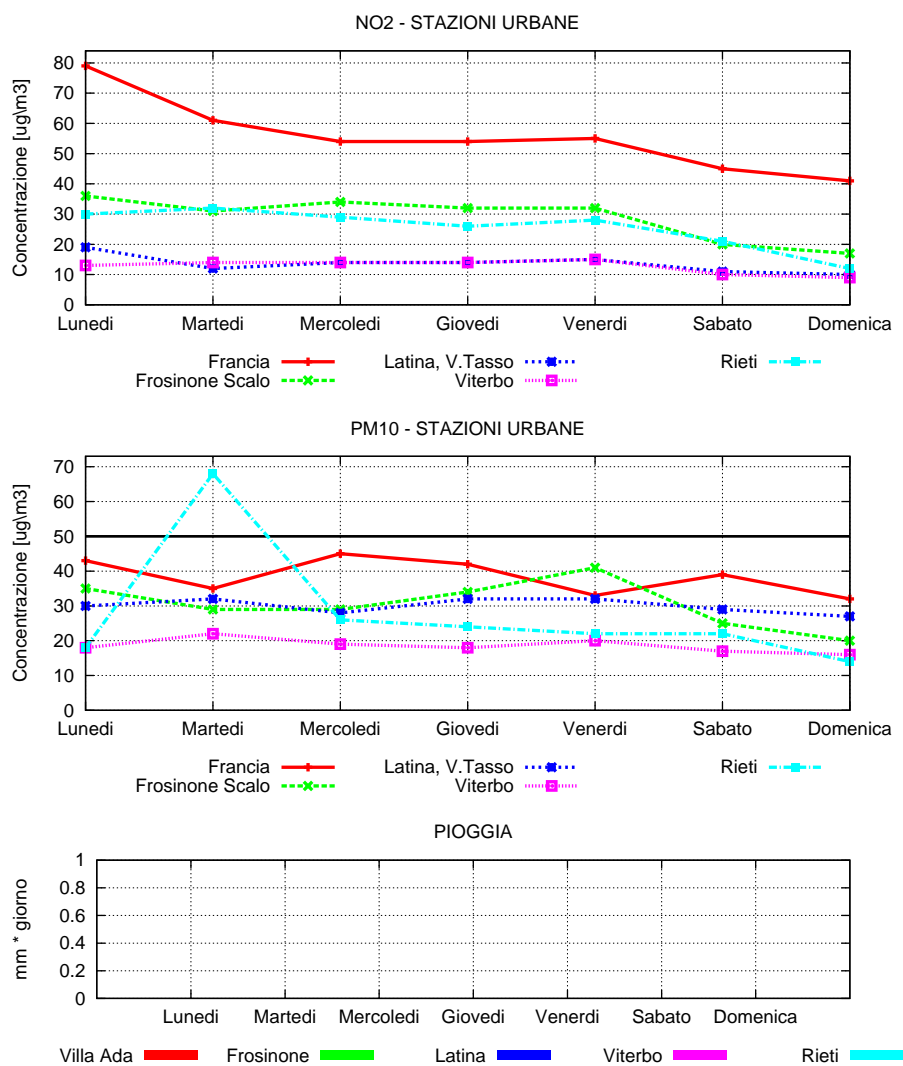 NO2 - STAZIONI URBANE
Concentrazione [ug\m3]
80
70
60
50
40
30
20
10
0
Lunedi Martedi Mercoledi Giovedi Venerdi Sabato Domenica
Francia Latina, V.Tasso Rieti
Frosinone Scalo Viterbo
PM10 - STAZIONI URBANE
Concentrazione [ug\m3]
70
60
50
40
30
20
10
0
Lunedi Martedi Mercoledi Giovedi Venerdi Sabato Domenica
Francia Latina, V.Tasso Rieti
Frosinone Scalo Viterbo
PIOGGIA
mm * giorno
1
0.8
0.6
0.4
0.2
0
Lunedi Martedi Mercoledi Giovedi Venerdi Sabato Domenica
Villa Ada Frosinone Latina Viterbo Rieti